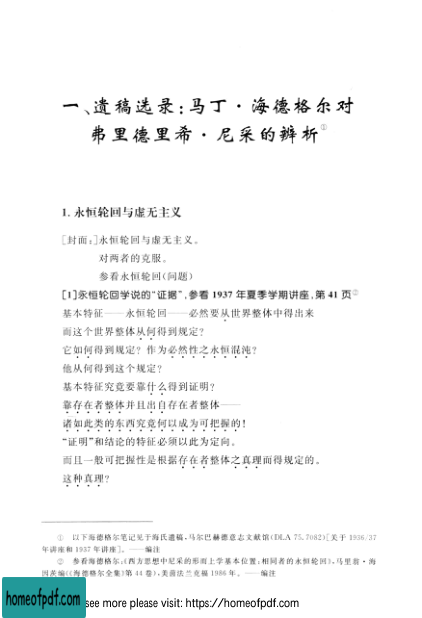 一、遗稿选录：马丁·海德格尔对
弗里德里希·尼采的辨析①
1. 永恒轮回与虚无主义
[封面：]永恒轮回与虚无主义。
对两者的克服。
参看永恒轮回（问题）
[1]永恒轮回学说的“证据”，参看 1937 年夏季学期讲座，第 41 页②
基本特征——永恒轮回——必然要从世界整体中得出来
而这个世界整体从何得到规定？
它如何得到规定？作为必然性之永恒混沌？
他从何得到这个规定？
基本特征究竟要靠什么得到证明？
靠存在者整体并且出自存在者整体——
诸如此类的东西究竟何以成为可把握的！
“证明”和结论的特征必须以此为定向。
而且一般可把握性是根据存在者整体之真理而得规定的。
这种真理？
① 以下海德格尔笔记见于海氏遗稿，马尔巴赫德意志文献馆（DLA 75.7082）[关于 1936/37
年讲座和 1937 年讲座]。——编注
② 参看海德格尔：《西方思想中尼采的形而上学基本位置：相同者的永恒轮回》，马里翁·海
因茨编（《海德格尔全集》第 44 卷），美茵法兰克福 1986 年。——编注
homeofpdf.com
see more please visit: https://homeofpdf.com